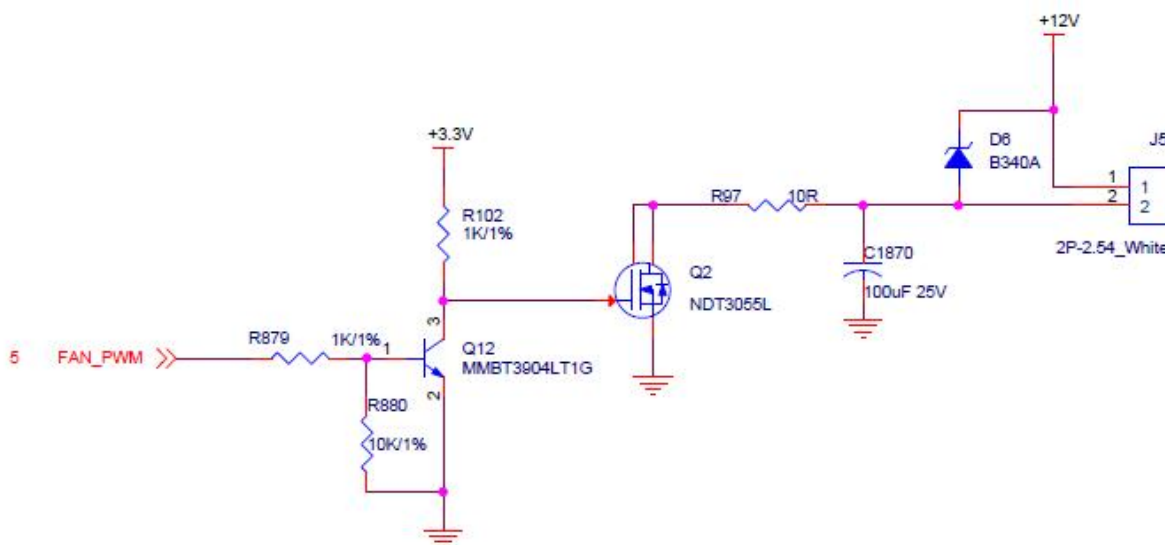 +12V
D6
B340A
J5
1
1
2
2
2P-2.54_White
+3.3V
R102
1K/1%
R97
10R
C1870
100uF 25V
Q2
NDT3055L
3
Q12
MMBT3904LT1G
R879
1K/1%
1
5
FAN_PWM
2
R880
10K/1%